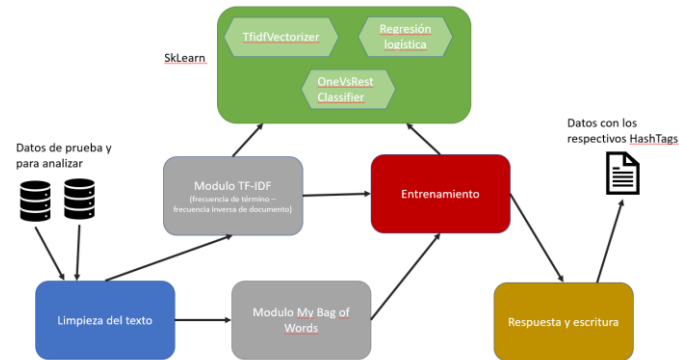 SkLearn
TfidfVectorizer
Regresión
logística
OneVsRest
Classifier
Datos de prueba y
para analizar
Datos con los
respectivos HashTags
Modulo TF-IDF
(frecuencia de término –
frecuencia inversa de documento)
Entrenamiento
Limpieza del texto
Modulo My Bag of
Words
Respuesta y escritura